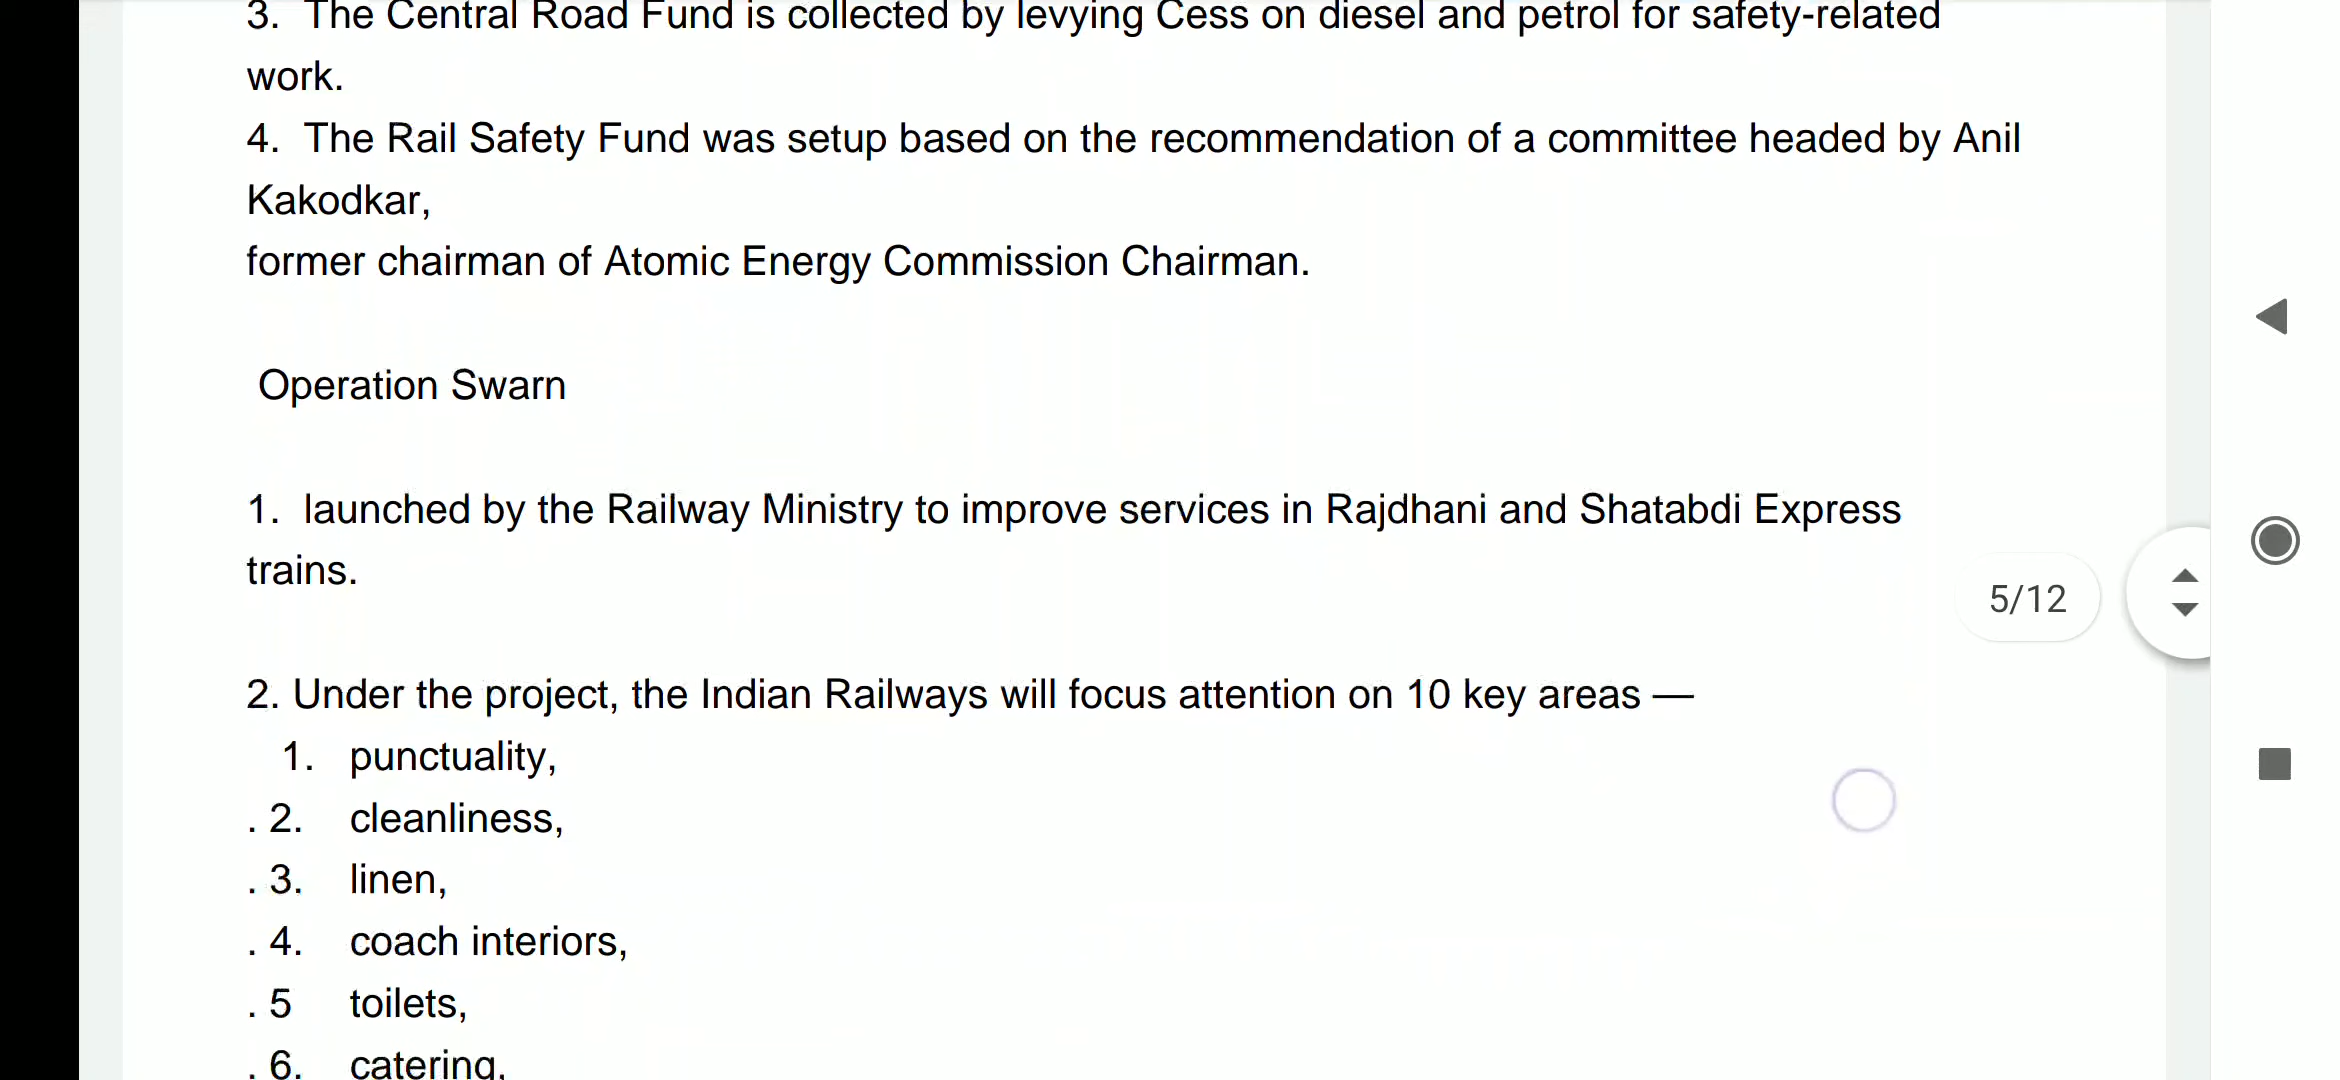 3. The Central Road Fund is collected by levying Cess on diesel and petrol for safety-related
work.
4. The Rail Safety Fund was setup based on the recommendation of a committee headed by Anil
Kakodkar,
former chairman of Atomic Energy Commission Chairman.
Operation Swarn
1. launched by the Railway Ministry to improve services in Rajdhani and Shatabdi Express
trains.
5/12
2. Under the project, the Indian Railways will focus attention on 10 key areas —
1. punctuality,
. 2. cleanliness,
. 3. linen,
. 4. coach interiors,
. 5 toilets,
. 6. catering,